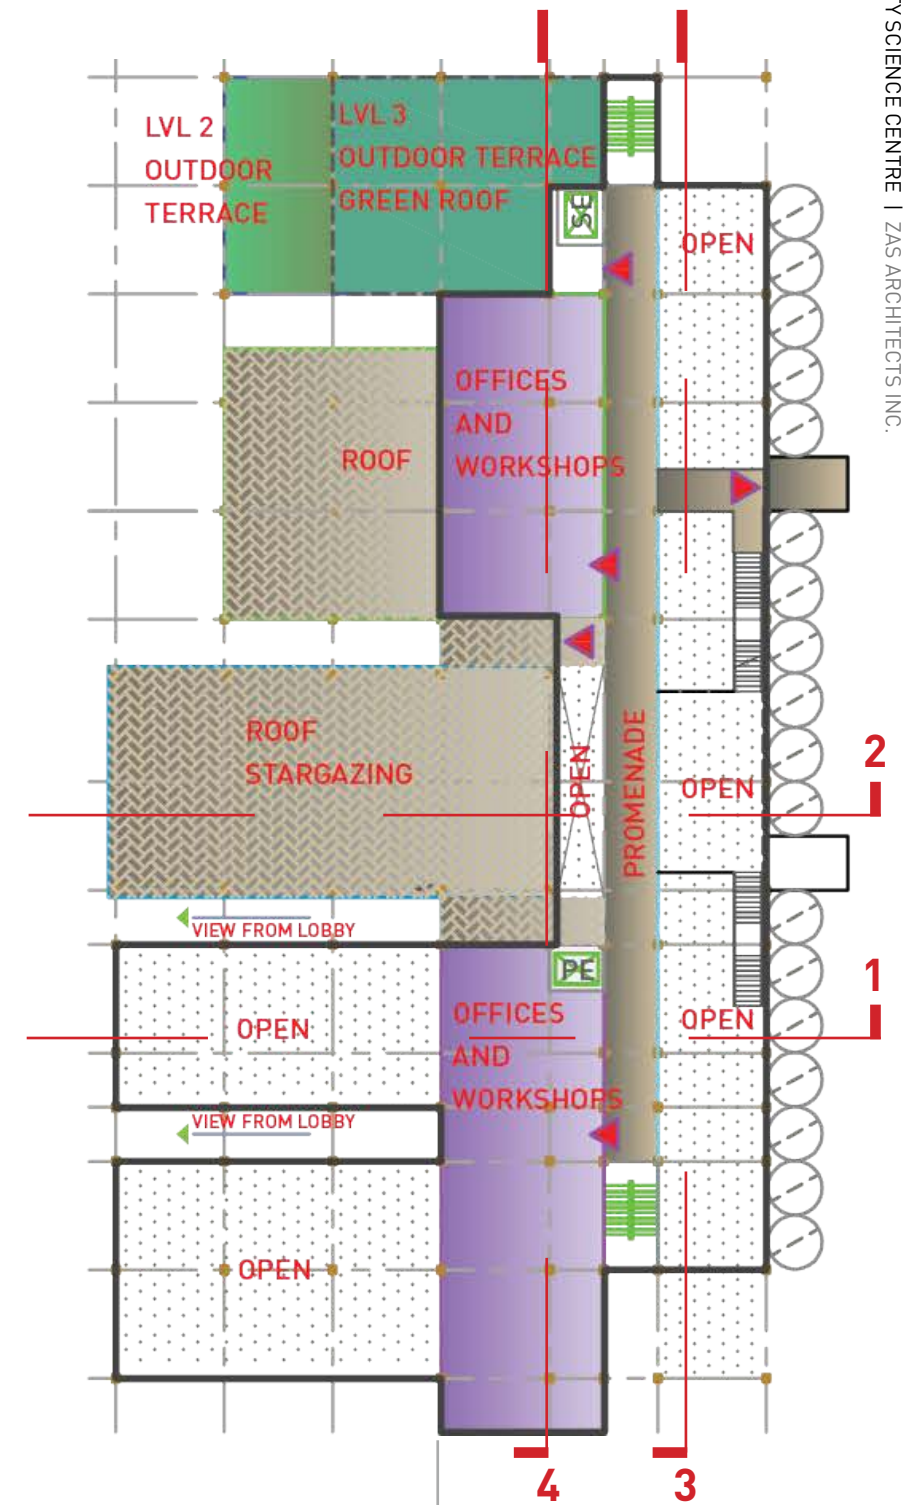 TY SCIENCE CENTRE | ZAS ARCHITECTS INC.
LVL 2
OUTDOOR
TERRACE
LVL 3
OUTDOOR TERRACE
GREEN ROOF
SE
OPEN
OFFICES
AND
WORKSHOPS
ROOF
ROOF
STARGAZING
OPEN
PROMENADE
OPEN
2
VIEW FROM LOBBY
PE
1
OPEN
OFFICES
AND
WORKSHOPS
OPEN
VIEW FROM LOBBY
OPEN
4
3